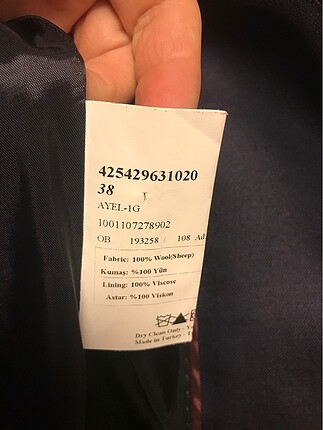 425429631020
38
AYEL-1G
1001107278902
OB 193258 / 108 Ad.
Fabric: 100% Wool(Sheep)
Kumaş: %100 Yün
Lining: 100% Viscose
Astar: %100 Viskon
Dry Clean Only -
Made in Turkey -